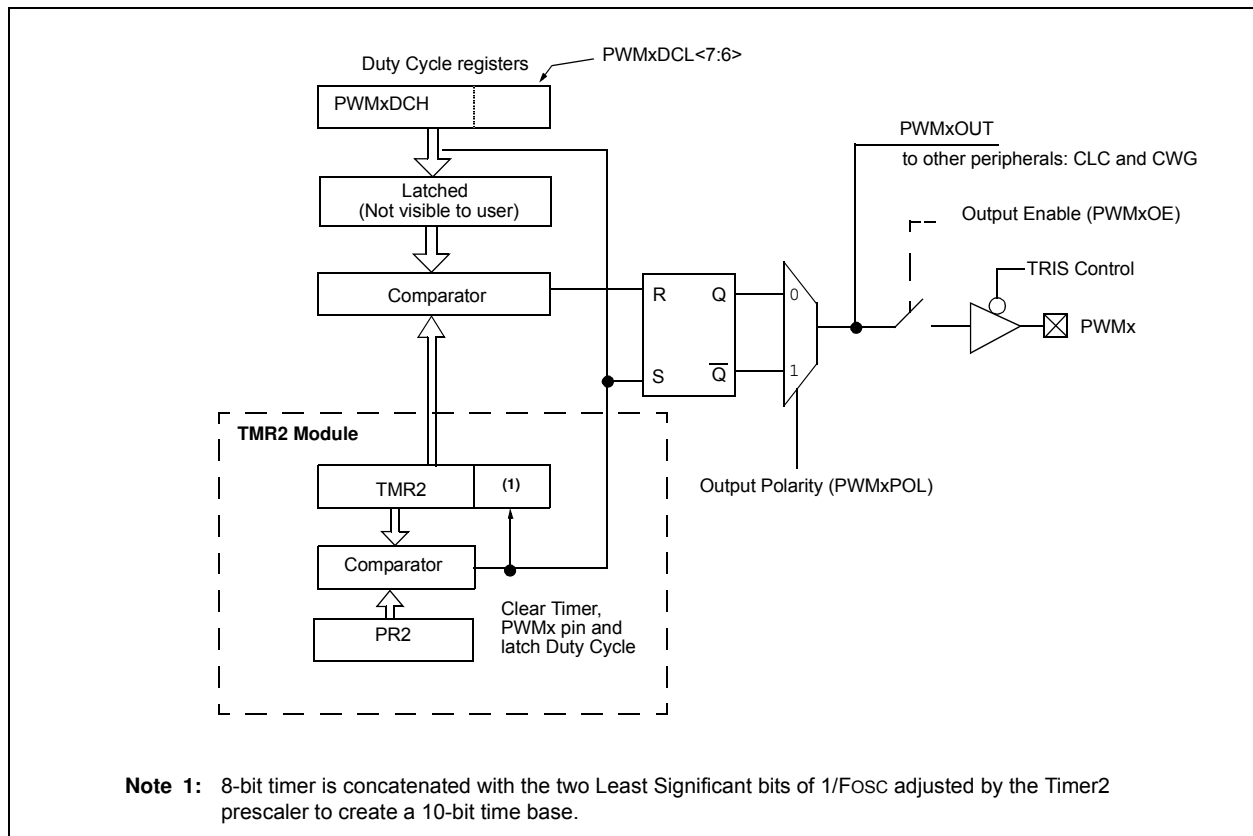 Duty Cycle registers
PWMxDCL<7:6>
PWMxDCH
Latched
(Not visible to user)
Comparator
R
Q
S
Q̅
0
1
PWMxOUT
to other peripherals: CLC and CWG
Output Enable (PWMxOE)
TRIS Control
PWMx
Output Polarity (PWMxPOL)
TMR2 Module
TMR2
(1)
Comparator
PR2
Clear Timer,
PWMx pin and
latch Duty Cycle
Note 1: 8-bit timer is concatenated with the two Least Significant bits of 1/FOSC adjusted by the Timer2
prescaler to create a 10-bit time base.